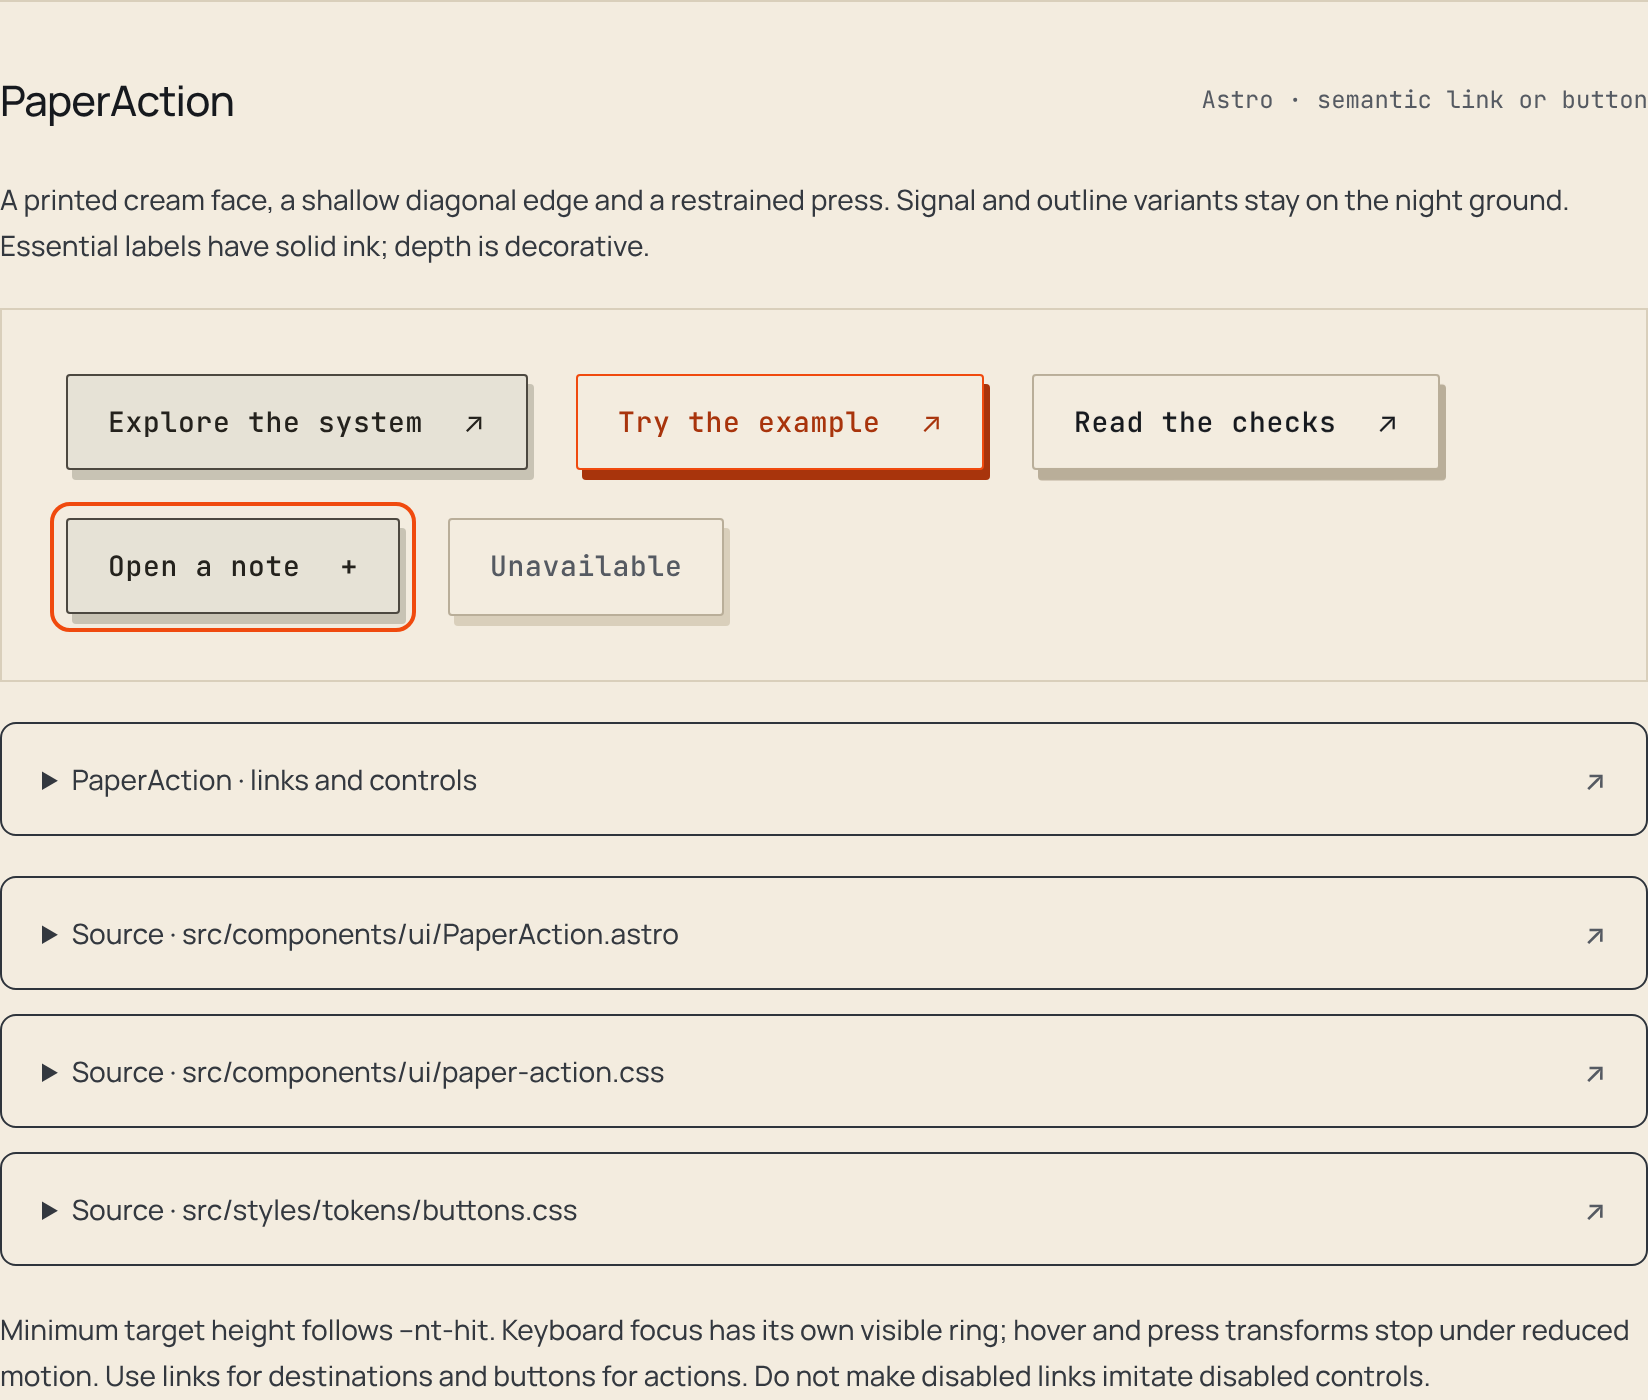 PaperAction
Astro · semantic link or button
A printed cream face, a shallow diagonal edge and a restrained press. Signal and outline variants stay on the night ground.
Essential labels have solid ink; depth is decorative.
Explore the system ↗
Try the example ↗
Read the checks ↗
Open a note +
Unavailable
▶ PaperAction · links and controls ↗
▶ Source · src/components/ui/PaperAction.astro ↗
▶ Source · src/components/ui/paper-action.css ↗
▶ Source · src/styles/tokens/buttons.css ↗
Minimum target height follows –nt-hit. Keyboard focus has its own visible ring; hover and press transforms stop under reduced
motion. Use links for destinations and buttons for actions. Do not make disabled links imitate disabled controls.